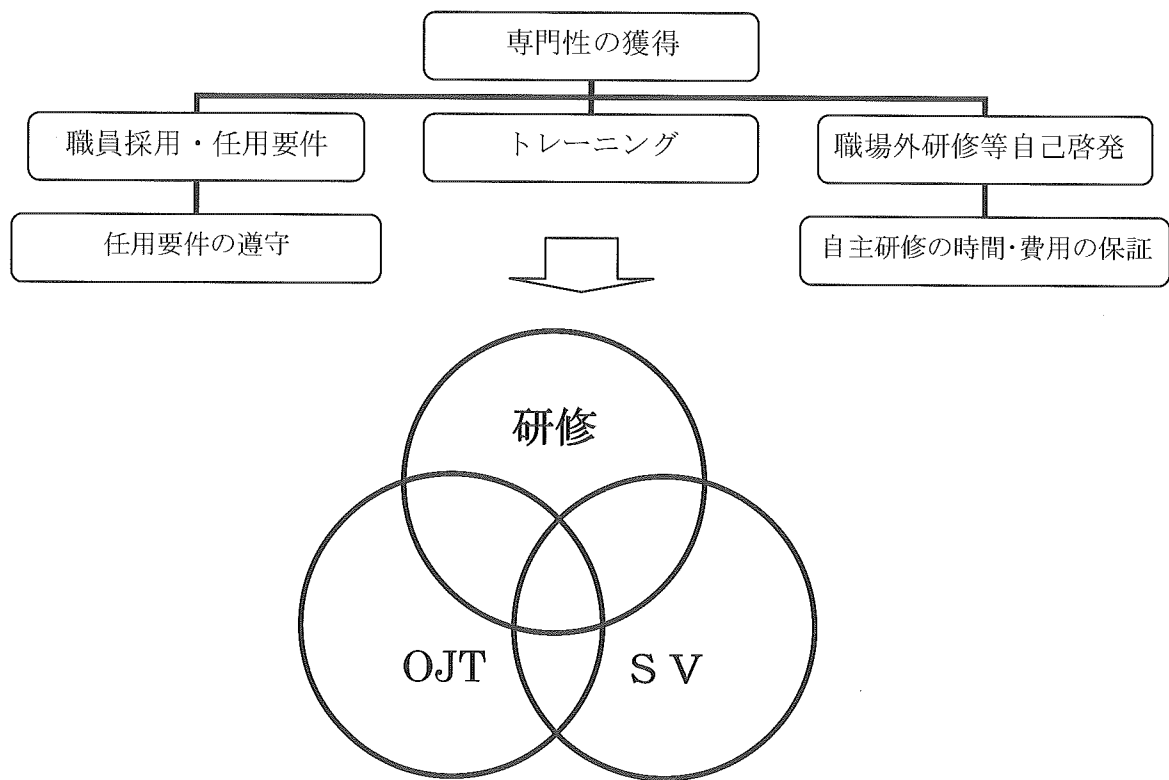 専門性の獲得
職員採用・任用要件
トレーニング
職場外研修等自己啓発
任用要件の遵守
自主研修の時間・費用の保証
研修
OJT
ＳＶ